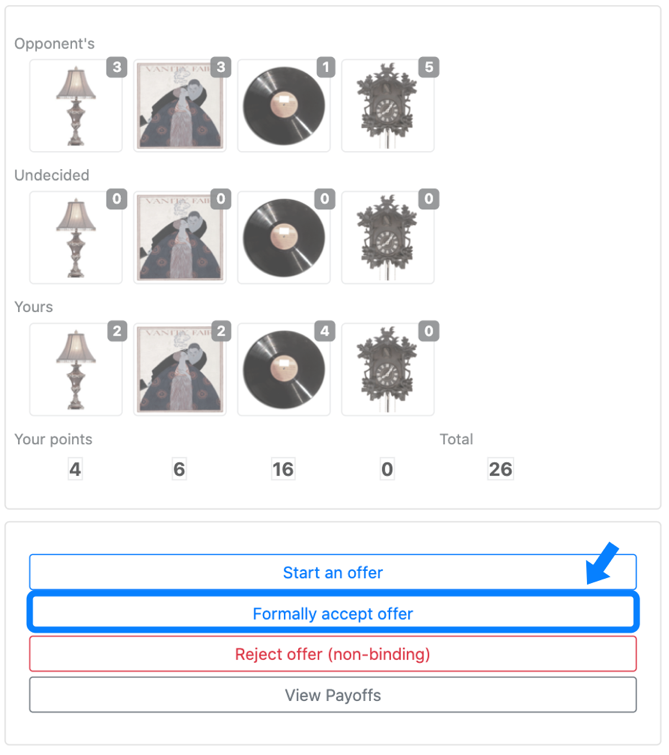 Opponent's
3 3 1 5
VANITY FAIR
Undecided
0 0 0 0
VANITY FAIR
Yours
2 2 4 0
VANITY FAIR
Your points Total
4 6 16 0 26
Start an offer
Formally accept offer
Reject offer (non-binding)
View Payoffs